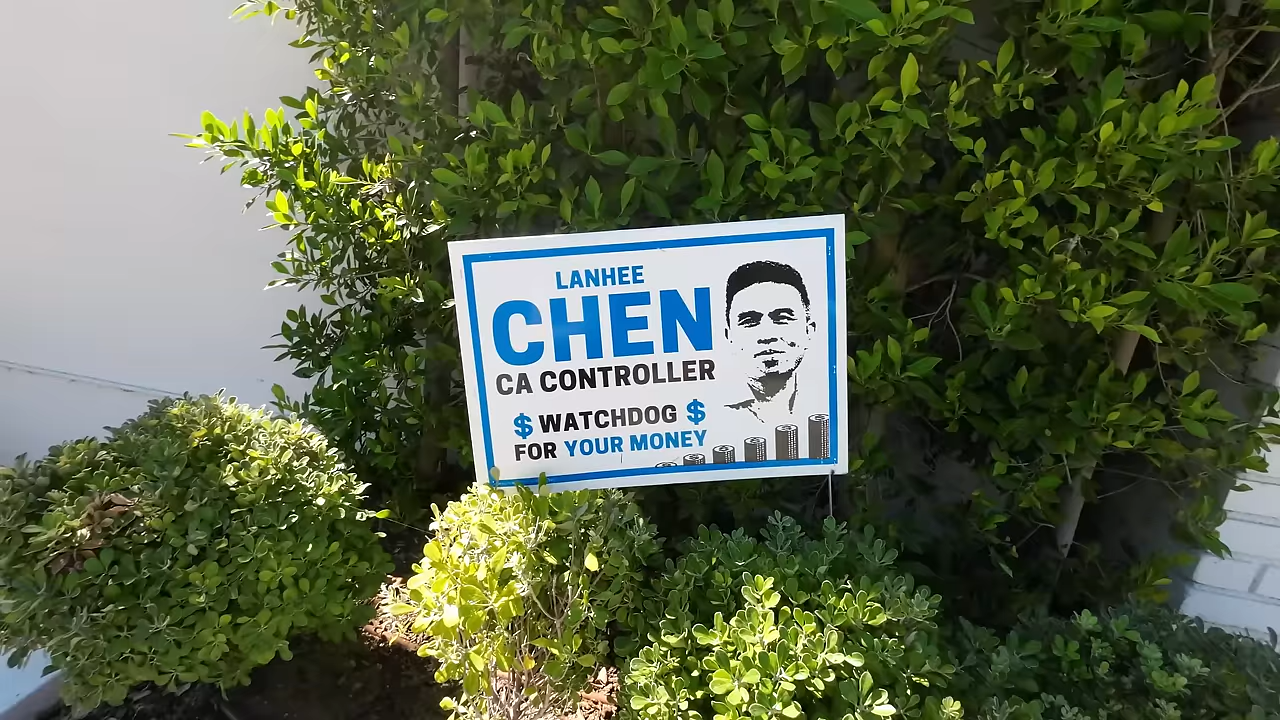 LANHEE
CHEN
CA CONTROLLER
$ WATCHDOG $
FOR YOUR MONEY